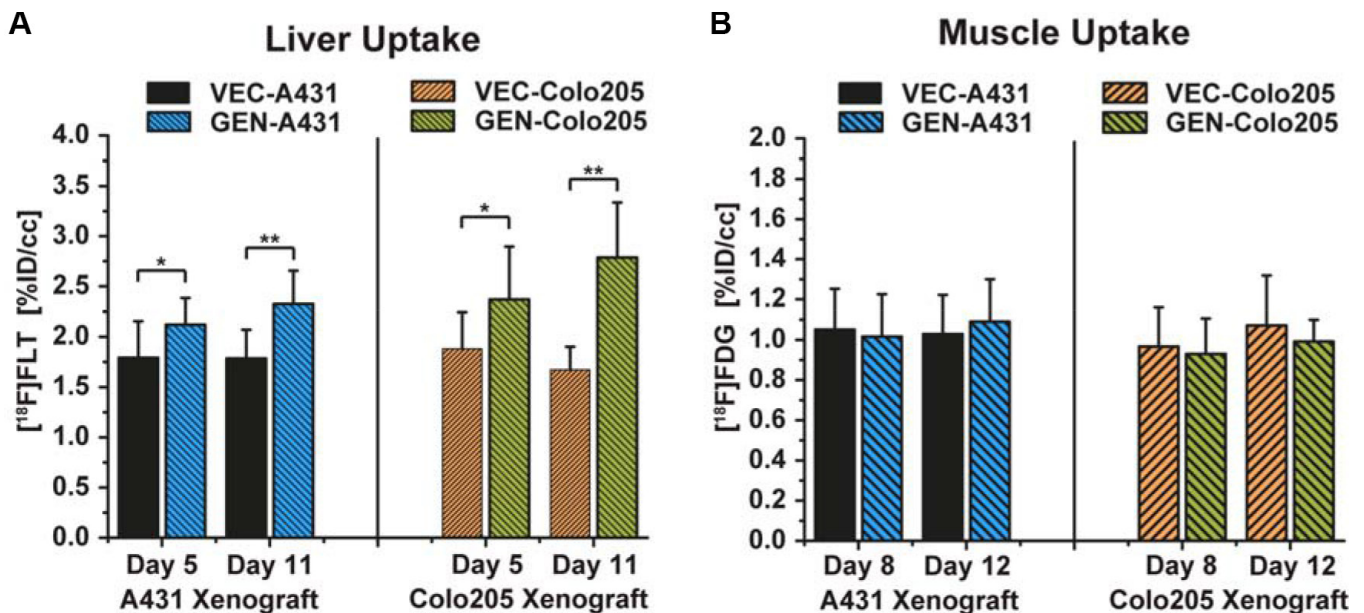 A
Liver Uptake
VEC-A431
GEN-A431
VEC-Colo205
GEN-Colo205
[¹⁸F]FLT [%ID/cc]
4.0
3.5
3.0
2.5
2.0
1.5
1.0
0.5
0.0
*
**
*
**
Day 5 Day 11 Day 5 Day 11
A431 Xenograft Colo205 Xenograft
B
Muscle Uptake
VEC-A431
GEN-A431
VEC-Colo205
GEN-Colo205
[¹⁸F]FDG [%ID/cc]
2.0
1.8
1.6
1.4
1.2
1.0
0.8
0.6
0.4
0.2
0.0
Day 8 Day 12 Day 8 Day 12
A431 Xenograft Colo205 Xenograft